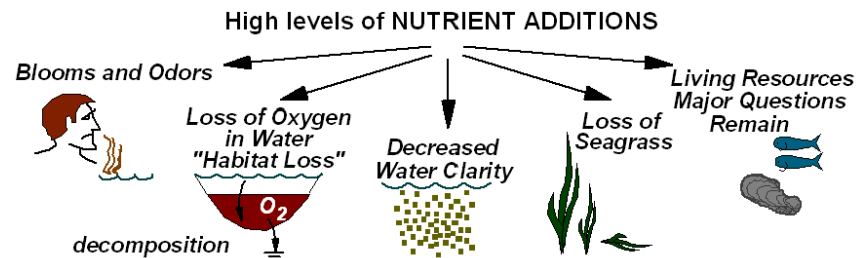 High levels of NUTRIENT ADDITIONS
Blooms and Odors
Loss of Oxygen
in Water
"Habitat Loss"
O2
decomposition
Decreased
Water Clarity
Loss of
Seagrass
Living Resources
Major Questions
Remain